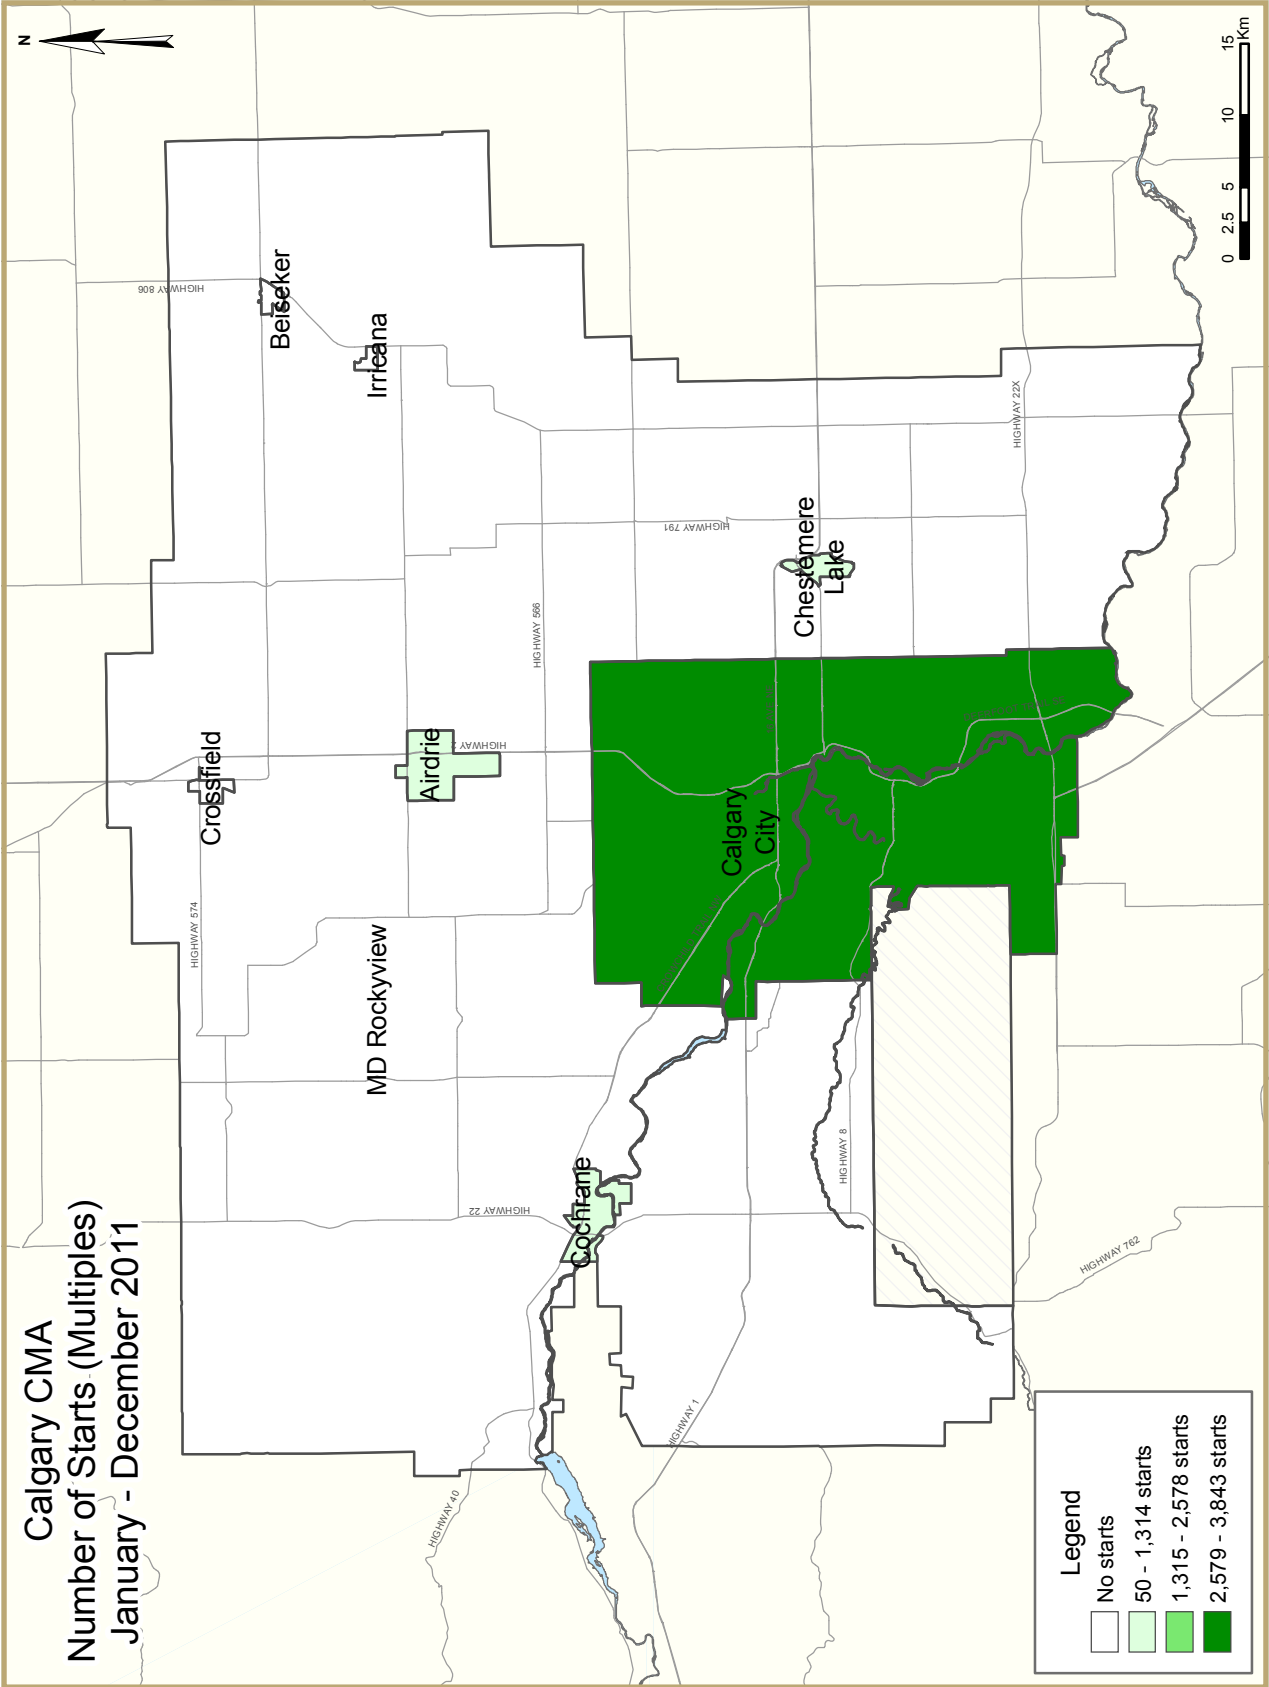 Calgary CMA
Number of Starts (Multiples)
January - December 2011
N
HIGHWAY 806
Beiseker
Irricana
Crossfield
HIGHWAY 574
Airdrie
HIGHWAY 2
HIGHWAY 566
MD Rockyview
HIGHWAY 791
HIGHWAY 22X
Chestemere
Lake
Calgary
City
Cochrane
HIGHWAY 22
HIGHWAY 8
HIGHWAY 762
HIGHWAY 1
HIGHWAY 40
Legend
No starts
50 - 1,314 starts
1,315 - 2,578 starts
2,579 - 3,843 starts
0 2.5 5 10 15
Km